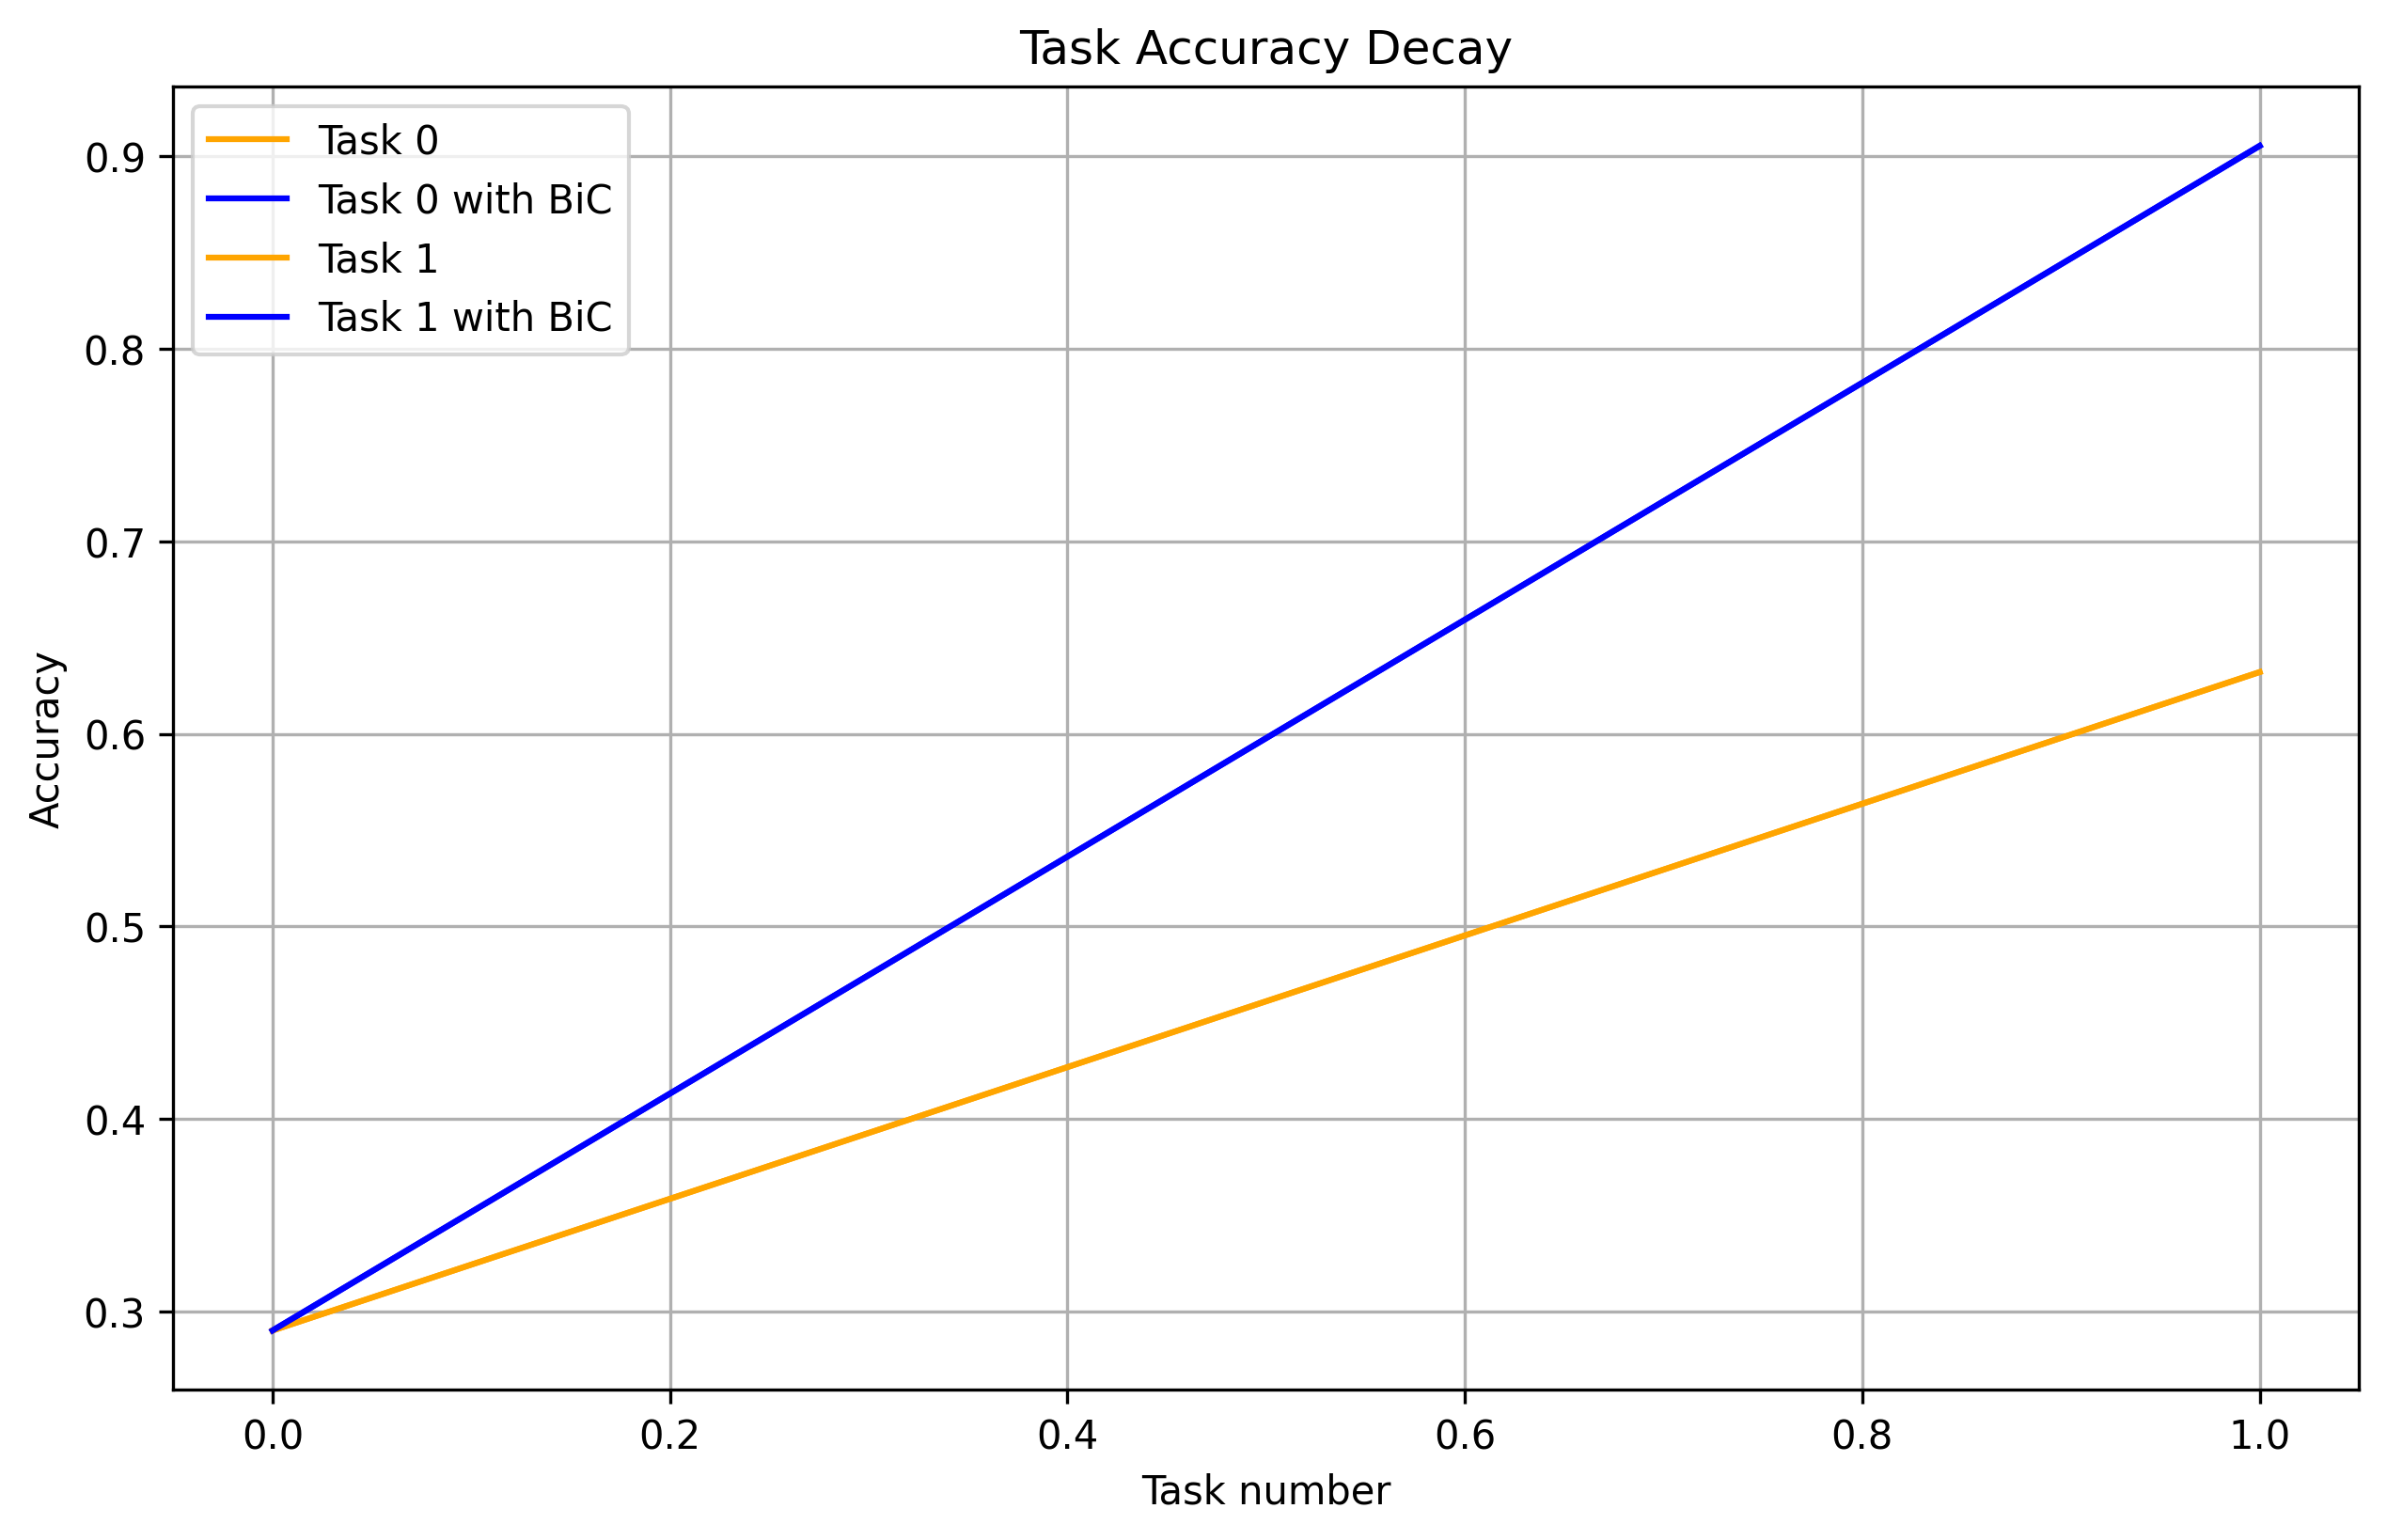 Task Accuracy Decay
Task 0
Task 0 with BiC
Task 1
Task 1 with BiC
0.9
0.8
0.7
0.6
0.5
0.4
0.3
Accuracy
0.0 0.2 0.4 0.6 0.8 1.0
Task number